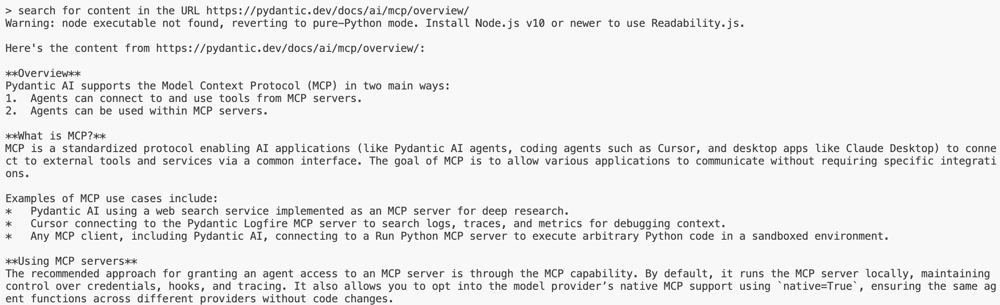 > search for content in the URL https://pydantic.dev/docs/ai/mcp/overview/
Warning: node executable not found, reverting to pure-Python mode. Install Node.js v10 or newer to use Readability.js.

Here's the content from https://pydantic.dev/docs/ai/mcp/overview/:

**Overview**
Pydantic AI supports the Model Context Protocol (MCP) in two main ways:
1.  Agents can connect to and use tools from MCP servers.
2.  Agents can be used within MCP servers.

**What is MCP?**
MCP is a standardized protocol enabling AI applications (like Pydantic AI agents, coding agents such as Cursor, and desktop apps like Claude Desktop) to conne
ct to external tools and services via a common interface. The goal of MCP is to allow various applications to communicate without requiring specific integrati
ons.

Examples of MCP use cases include:
*   Pydantic AI using a web search service implemented as an MCP server for deep research.
*   Cursor connecting to the Pydantic Logfire MCP server to search logs, traces, and metrics for debugging context.
*   Any MCP client, including Pydantic AI, connecting to a Run Python MCP server to execute arbitrary Python code in a sandboxed environment.

**Using MCP servers**
The recommended approach for granting an agent access to an MCP server is through the MCP capability. By default, it runs the MCP server locally, maintaining
control over credentials, hooks, and tracing. It also allows you to opt into the model provider’s native MCP support using `native=True`, ensuring the same ag
ent functions across different providers without code changes.